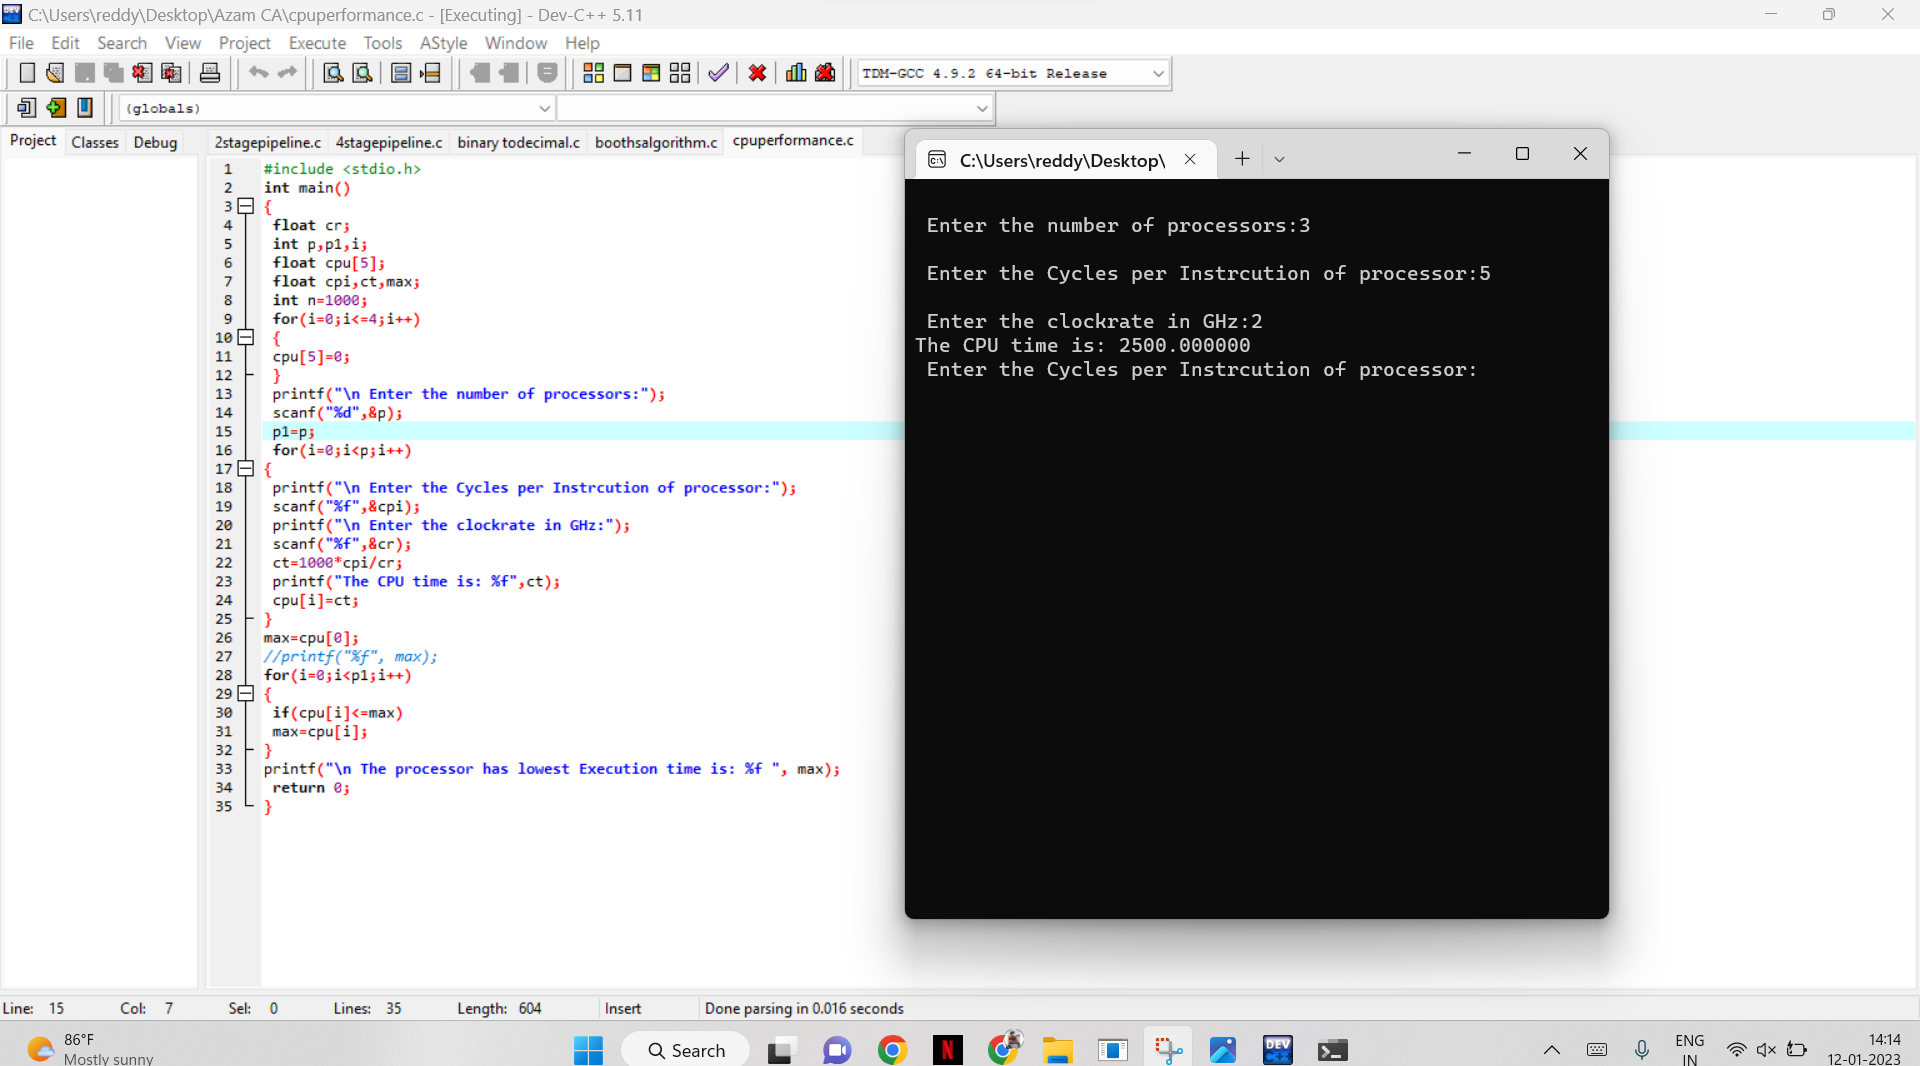 C:\Users\reddy\Desktop\Azam CA\cpuperformance.c - [Executing] - Dev-C++ 5.11
File Edit Search View Project Execute Tools AStyle Window Help
TDM-GCC 4.9.2 64-bit Release
(globals)
Project Classes Debug
2stagepipeline.c 4stagepipeline.c binary todecimal.c boothsalgorithm.c cpuperformance.c
1 #include <stdio.h>
2 int main()
3 {
4 float cr;
5 int p,p1,i;
6 float cpu[5];
7 float cpi,ct,max;
8 int n=1000;
9 for(i=0;i<=4;i++)
10 {
11 cpu[5]=0;
12 }
13 printf("\n Enter the number of processors:");
14 scanf("%d",&p);
15 p1=p;
16 for(i=0;i<p;i++)
17 {
18 printf("\n Enter the Cycles per Instrcution of processor:");
19 scanf("%f",&cpi);
20 printf("\n Enter the clockrate in GHz:");
21 scanf("%f",&cr);
22 ct=1000*cpi/cr;
23 printf("The CPU time is: %f",ct);
24 cpu[i]=ct;
25 }
26 max=cpu[0];
27 //printf("%f", max);
28 for(i=0;i<p1;i++)
29 {
30 if(cpu[i]<=max)
31 max=cpu[i];
32 }
33 printf("\n The processor has lowest Execution time is: %f ", max);
34 return 0;
35 }
C:\Users\reddy\Desktop\
Enter the number of processors:3
Enter the Cycles per Instrcution of processor:5
Enter the clockrate in GHz:2
The CPU time is: 2500.000000
Enter the Cycles per Instrcution of processor:
Line: 15 Col: 7 Sel: 0 Lines: 35 Length: 604 Insert Done parsing in 0.016 seconds
86°F
Mostly sunny
Search
N
DEV
C++
ENG
IN
14:14
12-01-2023